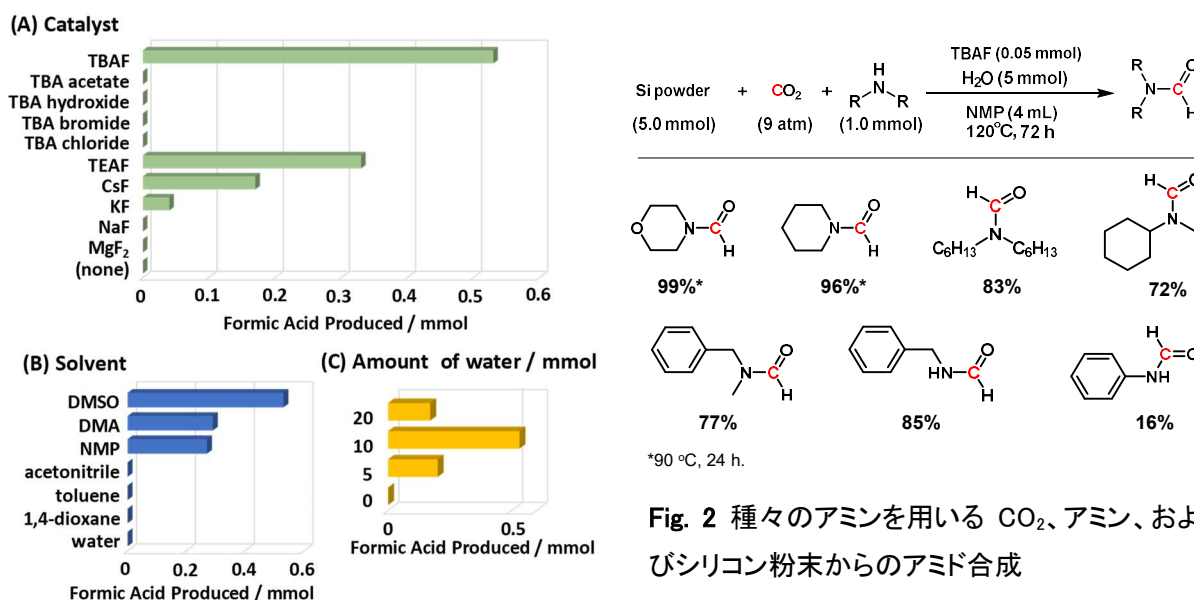 (A) Catalyst
TBAF
TBA acetate
TBA hydroxide
TBA bromide
TBA chloride
TEAF
CsF
KF
NaF
MgF₂
(none)
0 0.1 0.2 0.3 0.4 0.5 0.6
Formic Acid Produced / mmol
(B) Solvent
DMSO
DMA
NMP
acetonitrile
toluene
1,4-dioxane
water
0 0.2 0.4 0.6
Formic Acid Produced / mmol
(C) Amount of water / mmol
20
10
5
0
0 0.5
Formic Acid Produced / mmol
Si powder + CO₂ + R N H R
(5.0 mmol) (9 atm) (1.0 mmol)
TBAF (0.05 mmol)
H₂O (5 mmol)
NMP (4 mL)
120°C, 72 h
R N R C O H
O N C O H
N C O H
H C O N C₆H₁₃ C₆H₁₃
H C O N
99%* 96%* 83% 72%
N C O H
HN C O H
H C O NH
77% 85% 16%
*90 °C, 24 h.
Fig. 2 種々のアミンを用いる CO₂、アミン、およ
びシリコン粉末からのアミド合成